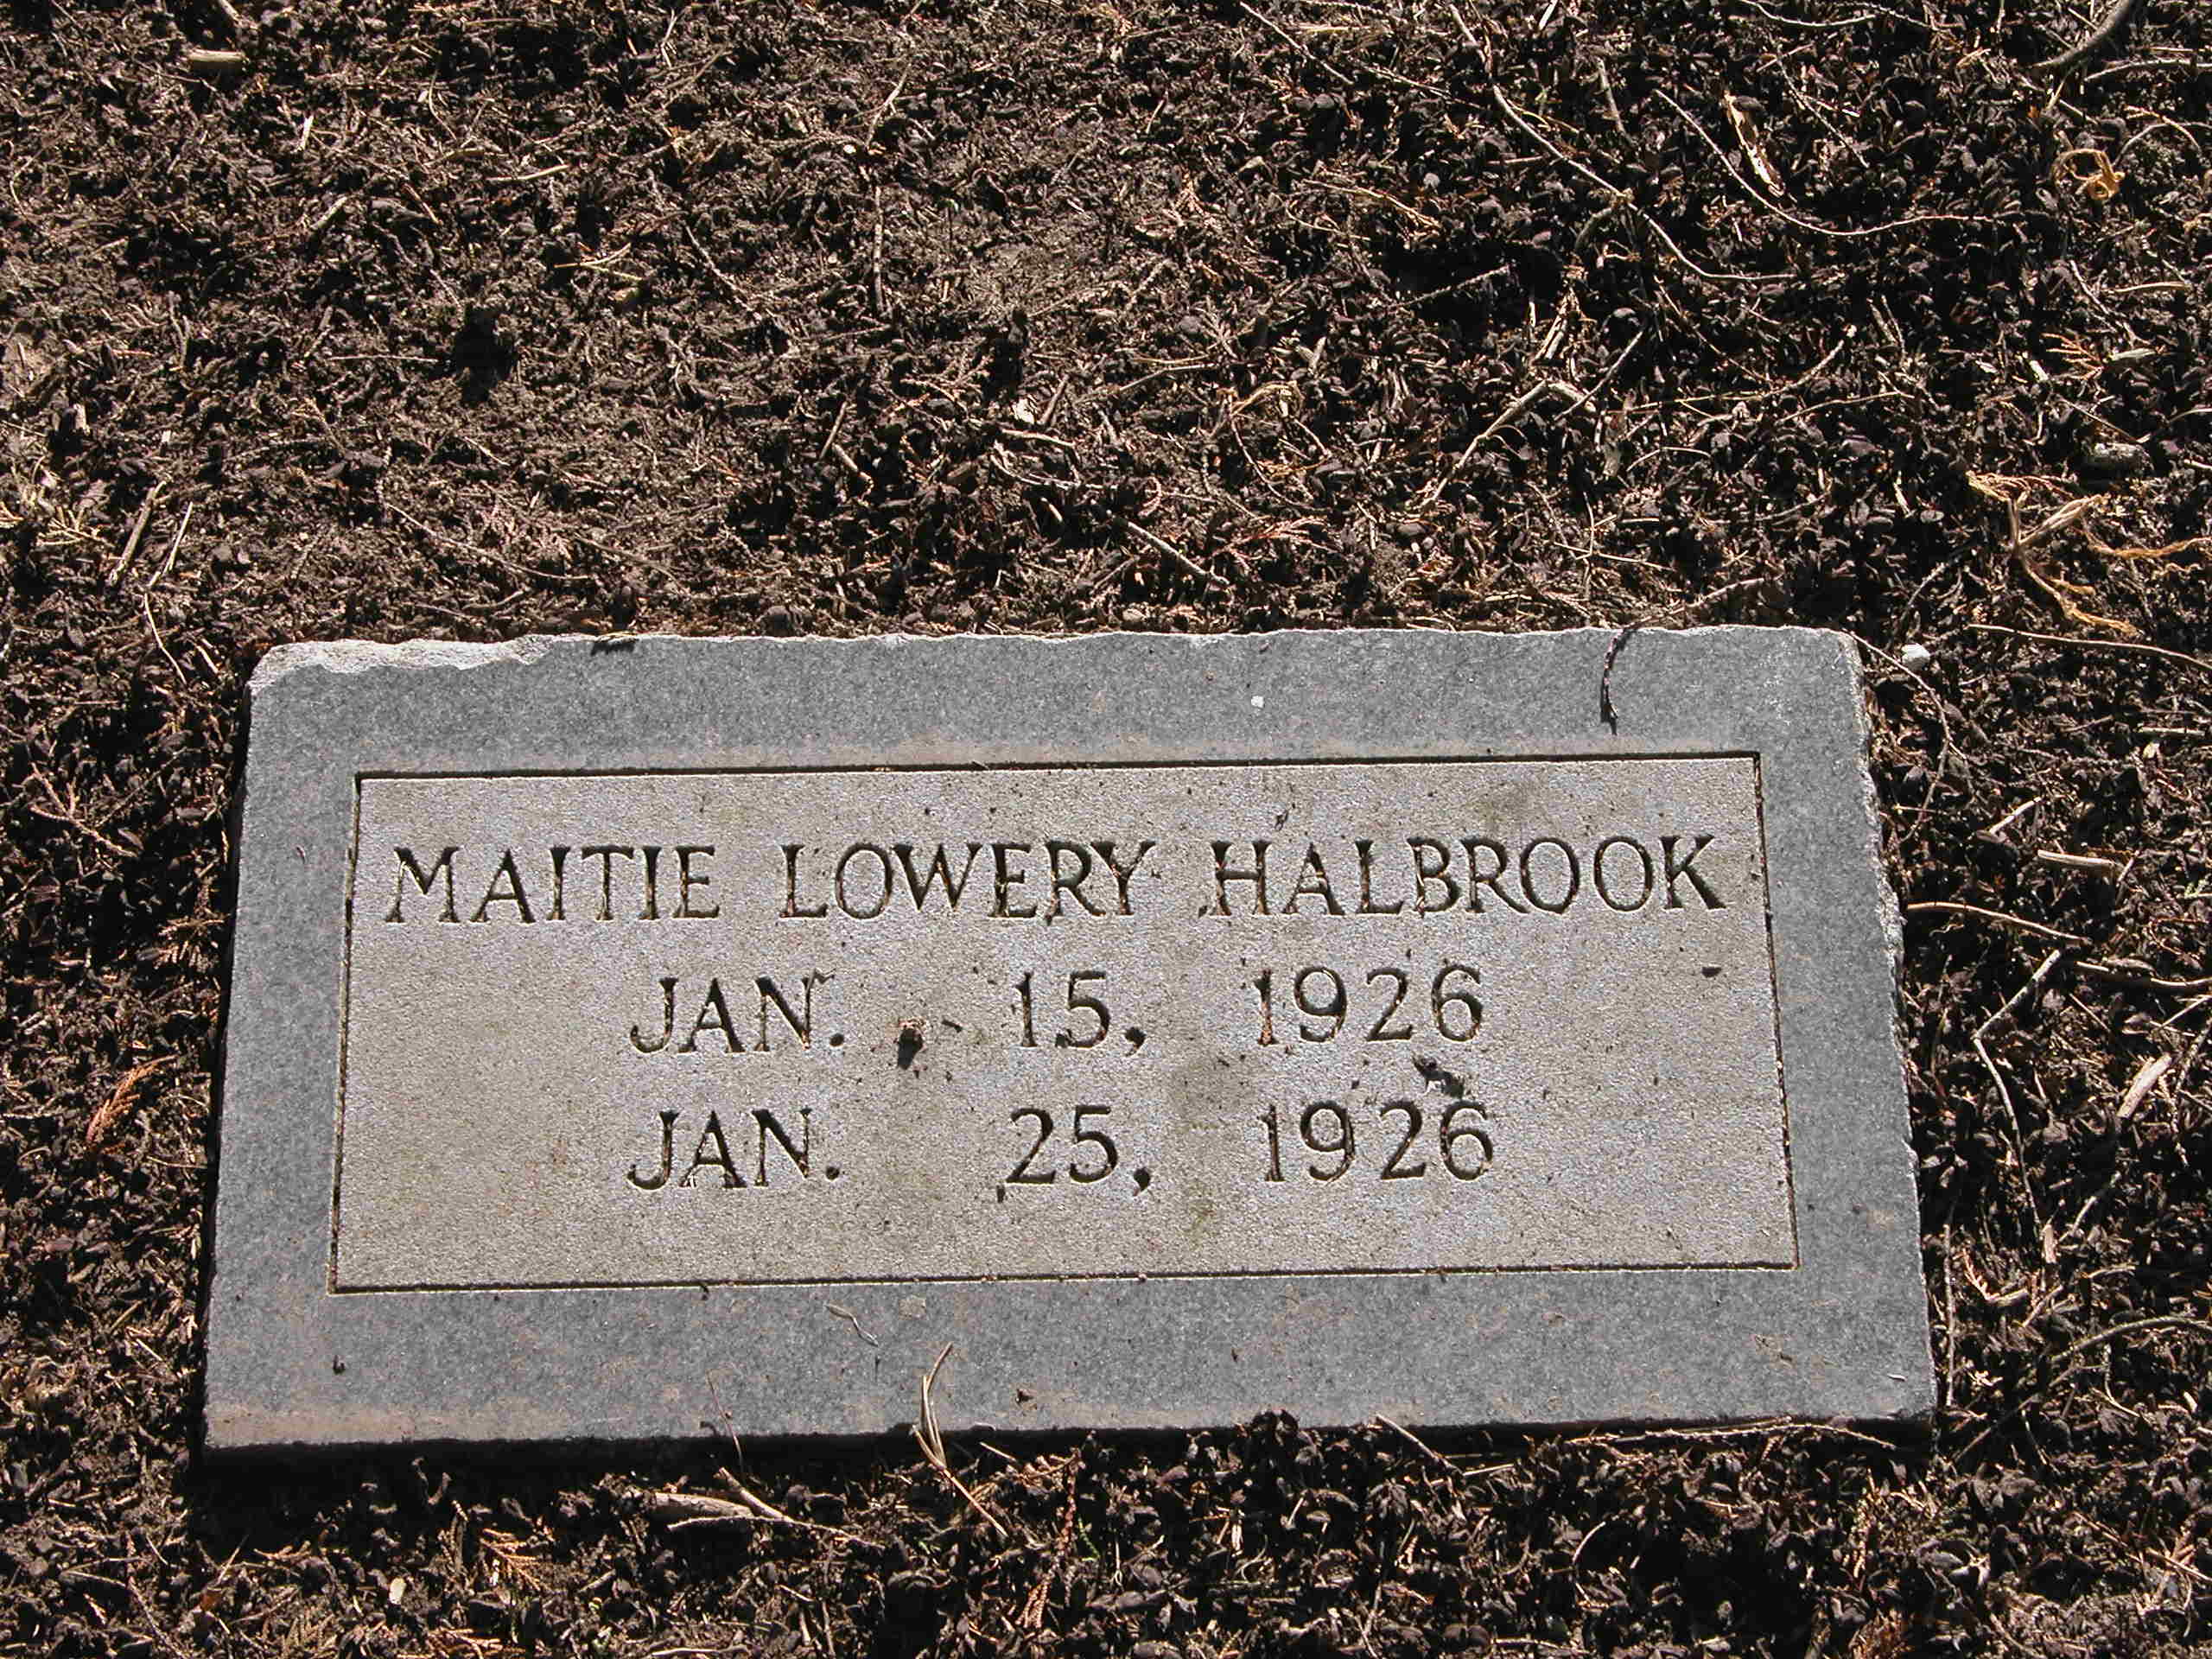 MAITIE LOWERY HALBROOK
JAN. 15, 1926
JAN. 25, 1926